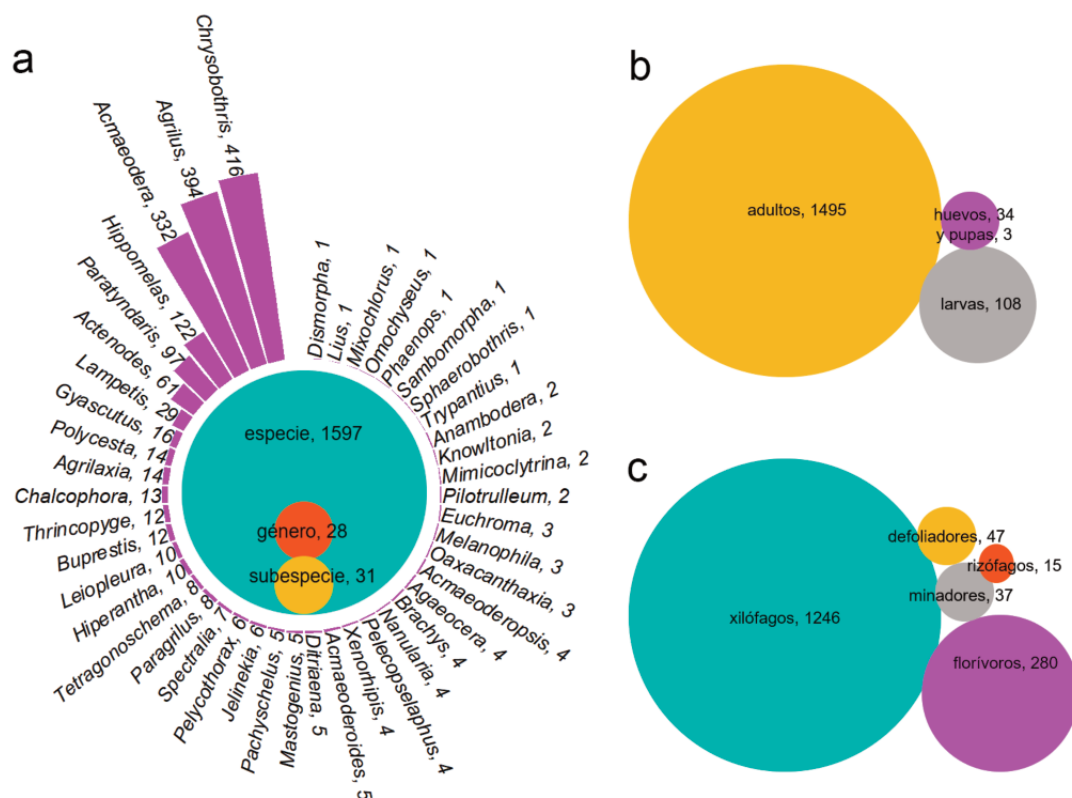 a
Chrysobothris, 416
Agrilus, 394
Acmaeodera, 332
Hippomelas, 122
Paratyndaris, 97
Actenodes, 61
Lampetis, 29
Gyascutus, 16
Polycesta, 14
Agrilaxia, 14
Chalcophora, 13
Thrincopyge, 12
Buprestis, 12
Leiopleura, 10
Hiperantha, 10
Tetragonoschema, 8
Paragrilus, 8
Spectralia, 7
Pelycothorax, 6
Jelinekia, 6
Pachyschelus, 5
Mastogenius, 5
Ditriaena, 5
Acmaeoderoides, 5
Xenorhipis, 4
Pelecopselaphus, 4
Nanularia, 4
Brachys, 4
Agaeocera, 4
Acmaeoderopsis, 4
Oaxacanthaxia, 3
Melanophila, 3
Euchroma, 3
Pilotrulleum, 2
Mimicoclytrina, 2
Knowltonia, 2
Anambodera, 2
Trypantius, 1
Sphaerobothris, 1
Sambomorpha, 1
Phaenops, 1
Omochyseus, 1
Mixochlorus, 1
Lius, 1
Dismorpha, 1
especie, 1597
género, 28
subespecie, 31
b
adultos, 1495
huevos, 34
y pupas, 3
larvas, 108
c
xilófagos, 1246
defoliadores, 47
rizófagos, 15
minadores, 37
florívoros, 280